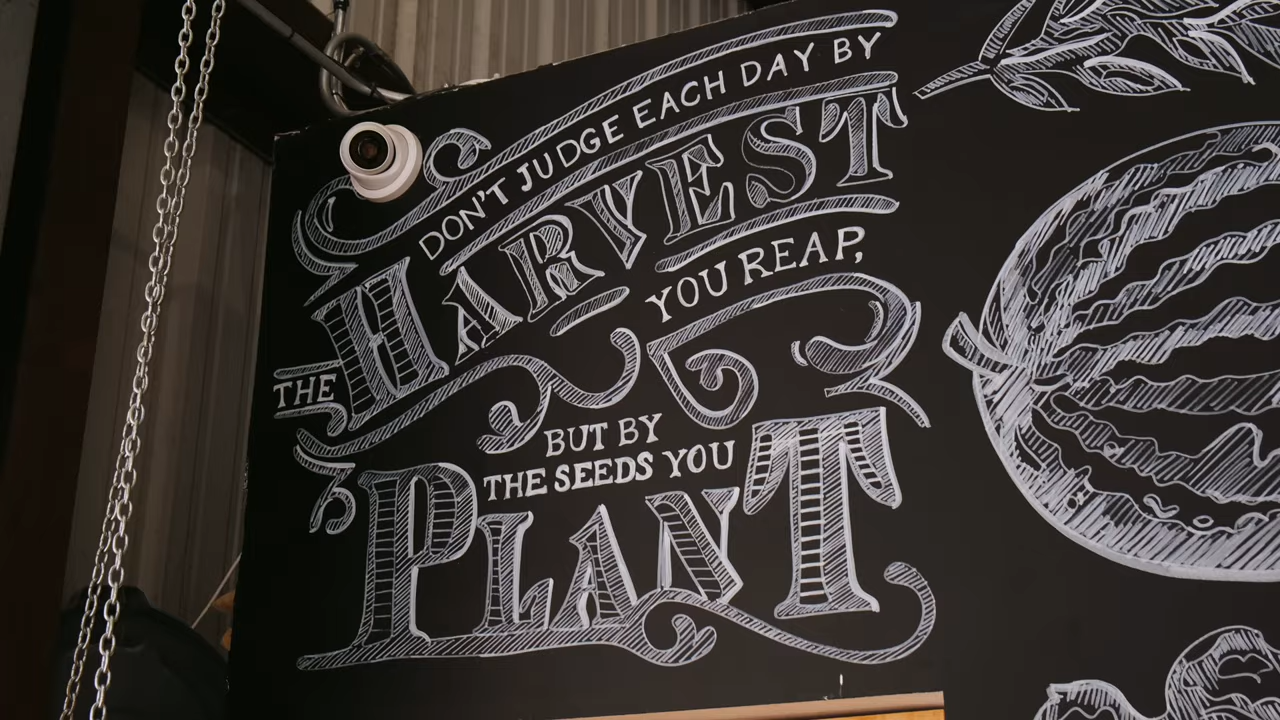 DON'T JUDGE EACH DAY BY
THE HARVEST
YOU REAP,
BUT BY
THE SEEDS YOU
PLANT